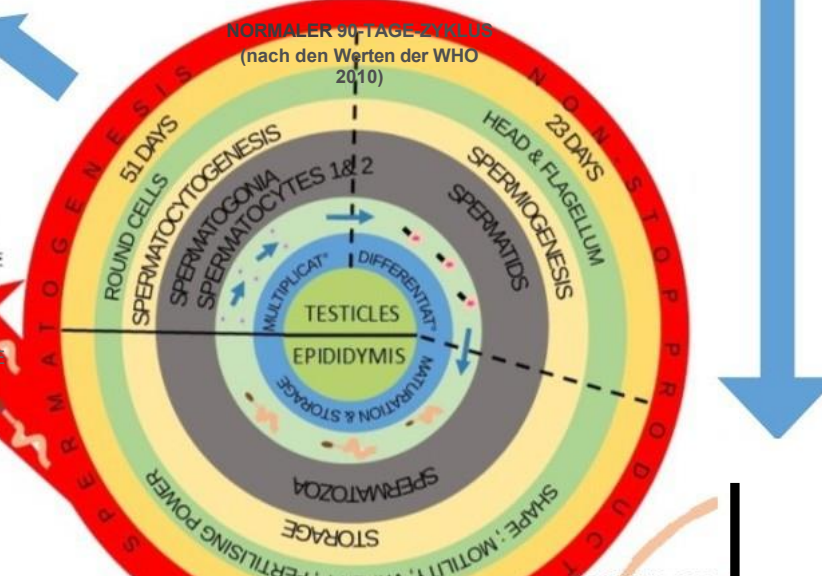 NORMALER 90-TAGE-ZYKLUS
(nach den Werten der WHO
2010)
SPERMATOGENESIS
NON-STOP PRODUCT
51 DAYS
23 DAYS
ROUND CELLS
HEAD & FLAGELLUM
SPERMATOCYTOGENESIS
SPERMIOGENESIS
SPERMATOGONIA
SPERMATOCYTES 1& 2
SPERMATIDS
MULTIPLICAT°
DIFFERENTIAT°
TESTICLES
EPIDIDYMIS
MATURATION & STORAGE
SPERMATOZOA
STORAGE
SHAPE ; MOTILITY
FERTILISING POWER